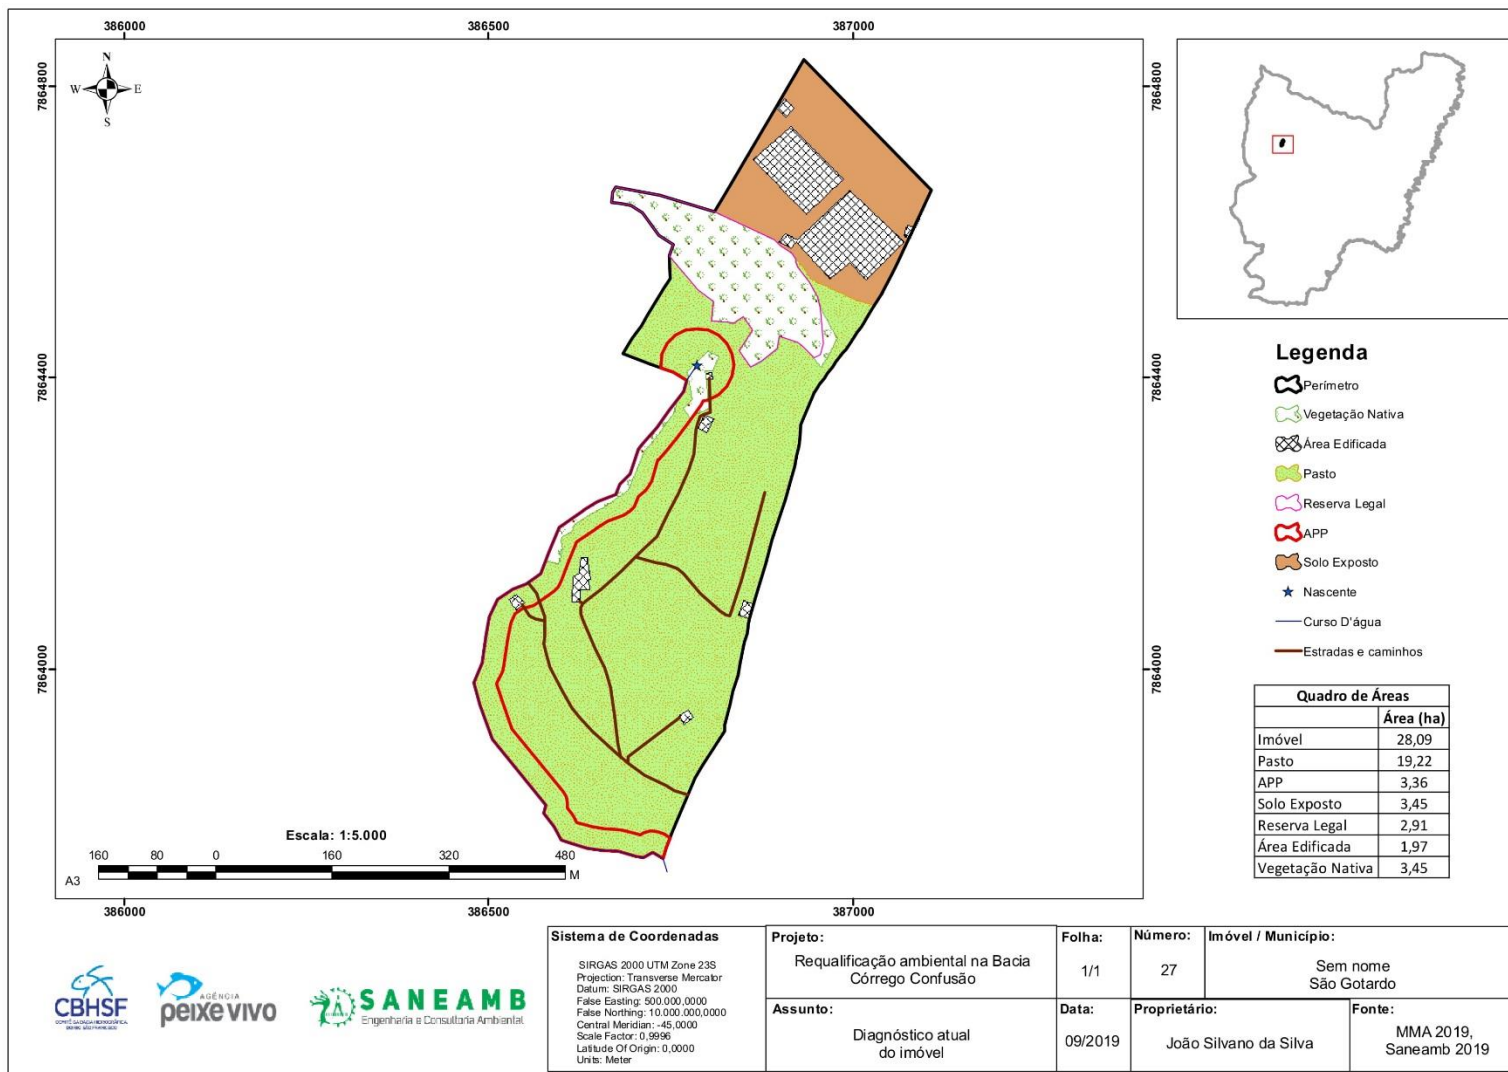 386000
386500
387000
7864800
7864800
N
W
E
S
7864400
7864400
7864000
7864000
Legenda
Perímetro
Vegetação Nativa
Área Edificada
Pasto
Reserva Legal
APP
Solo Exposto
Nascente
Curso D'água
Estradas e caminhos
Quadro de Áreas
Área (ha)
Imóvel 28,09
Pasto 19,22
APP 3,36
Solo Exposto 3,45
Reserva Legal 2,91
Área Edificada 1,97
Vegetação Nativa 3,45
Escala: 1:5.000
160 80 0 160 320 480
A3
M
386000
386500
387000
CBHSF
AGÊNCIA
peixe vivo
SANEAMB
Engenharia e Consultoria Ambiental
Sistema de Coordenadas
SIRGAS 2000 UTM Zone 23S
Projection: Transverse Mercator
Datum: SIRGAS 2000
False Easting: 500.000,0000
False Northing: 10.000.000,0000
Central Meridian: -45,0000
Scale Factor: 0,9996
Latitude Of Origin: 0,0000
Units: Meter
Projeto:
Requalificação ambiental na Bacia
Córrego Confusão
Folha:
1/1
Número:
27
Imóvel / Município:
Sem nome
São Gotardo
Assunto:
Diagnóstico atual
do imóvel
Data:
09/2019
Proprietário:
João Silvano da Silva
Fonte:
MMA 2019,
Saneamb 2019